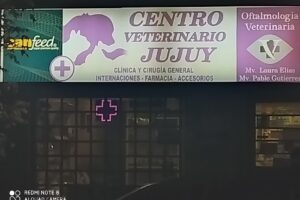 canfeed.
CENTRO
VETERINARIO
JUJUY
CLÍNICA Y CIRUGÍA GENERAL
INTERNACIONES - FARMACIA - ACCESORIOS
Oftalmología
Veterinaria
Mv. Laura Elias
Mv. Pablo Gutierrez
REDMI NOTE 8
AI QUAD CAMERA